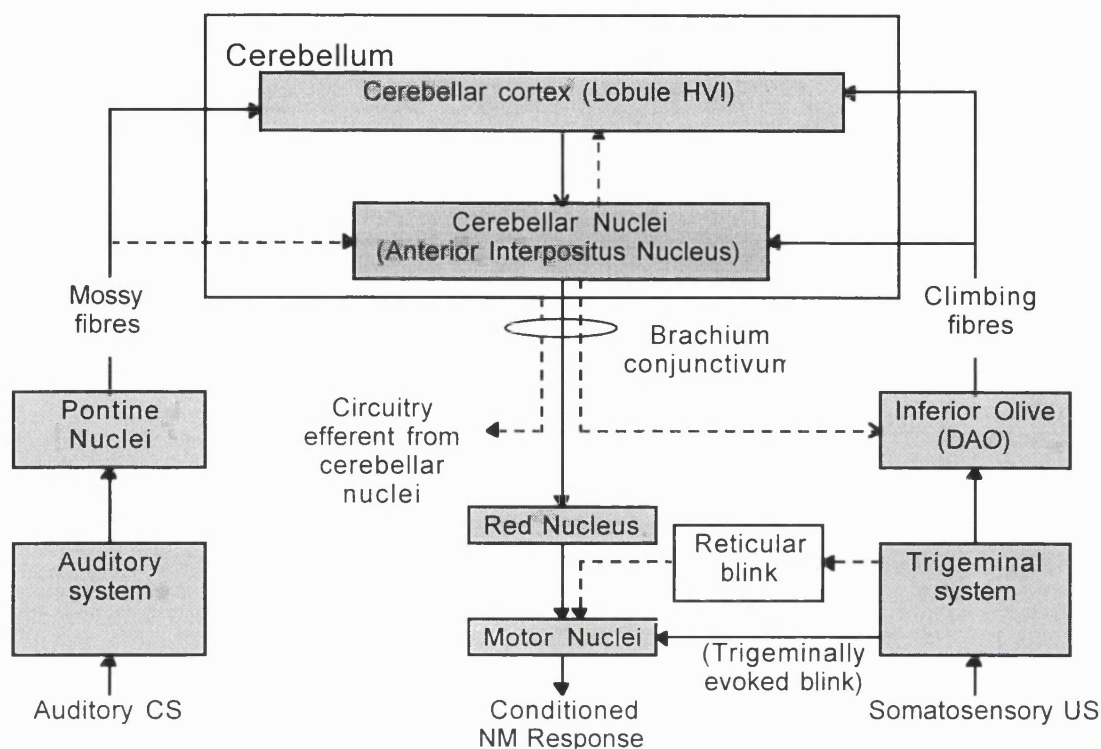 Cerebellum
Cerebellar cortex (Lobule HVI)
Cerebellar Nuclei
(Anterior Interpositus Nucleus)
Mossy
fibres
Climbing
fibres
Brachium
conjunctivum
Pontine
Nuclei
Circuitry
efferent from
cerebellar
nuclei
Inferior Olive
(DAO)
Red Nucleus
Auditory
system
Reticular
blink
Trigeminal
system
Motor Nuclei
(Trigeminally
evoked blink)
Auditory CS
Conditioned
NM Response
Somatosensory US